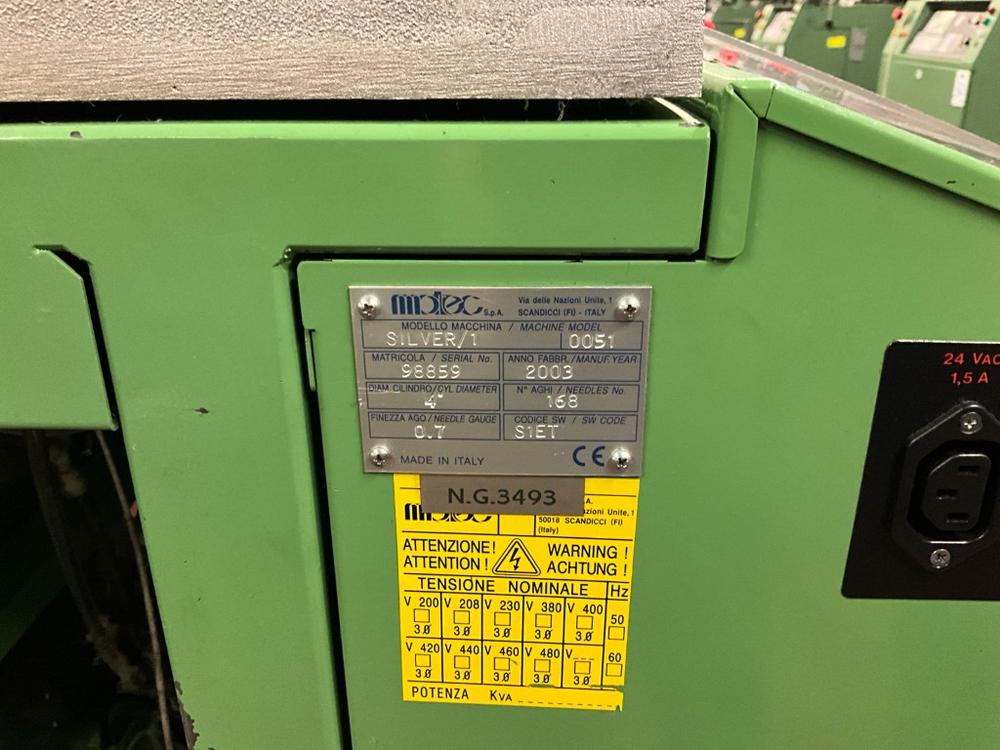 matec S.p.A.
Via delle Nazioni Unite, 1
SCANDICCI (FI) - ITALY
MODELLO MACCHINA / MACHINE MODEL
SILVER/1 0051
MATRICOLA / SERIAL No. ANNO FABBR./MANUF. YEAR
98859 2003
DIAM. CILINDRO/CYL. DIAMETER N° AGHI / NEEDLES No.
4" 168
FINEZZA AGO / NEEDLE GAUGE CODICE SW / SW CODE
0.7 S1ET
MADE IN ITALY CE
N.G.3493
matec
.A.
azioni Unite, 1
50018 SCANDICCI (FI)
(Italy)
ATTENZIONE! WARNING !
ATTENTION ! ACHTUNG !
TENSIONE NOMINALE Hz
V 200 V 208 V 230 V 380 V 400 50
3Ø 3Ø 3Ø 3Ø 3Ø
V 420 V 440 V 460 V 480 V___ 60
3Ø 3Ø 3Ø 3Ø 3Ø
POTENZA KVA
24 VAC
1,5 A